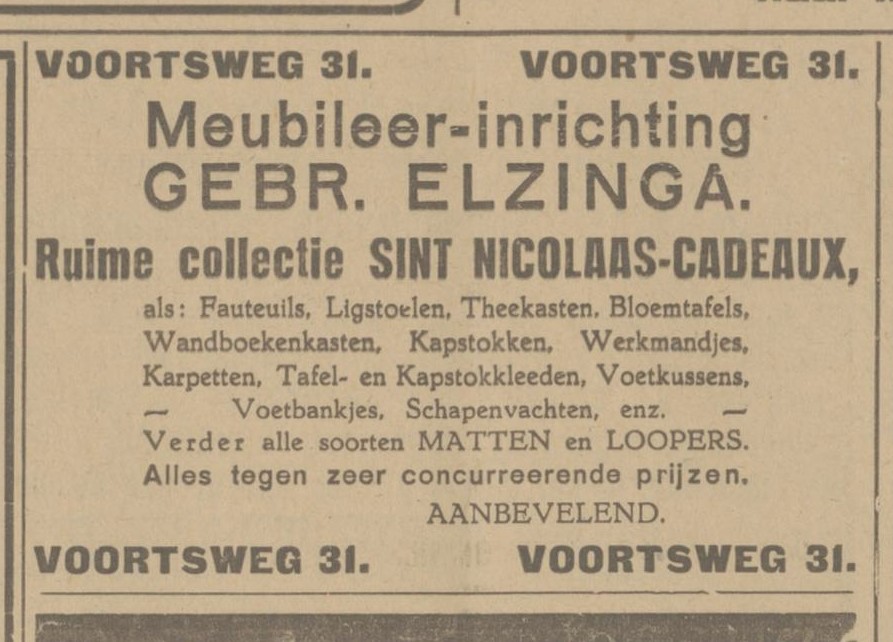 VOORTSWEG 31. VOORTSWEG 31.
Meubileer-inrichting
GEBR. ELZINGA.
Ruime collectie SINT NICOLAAS-CADEAUX,
als: Fauteuils, Ligstoelen, Theekasten. Bloemtafels,
Wandboekenkasten, Kapstokken, Werkmandjes,
Karpetten, Tafel- en Kapstokkleeden, Voetkussens,
— Voetbankjes, Schapenvachten, enz. —
Verder alle soorten MATTEN en LOOPERS.
Alles tegen zeer concurreerende prijzen.
AANBEVELEND.
VOORTSWEG 31. VOORTSWEG 31.